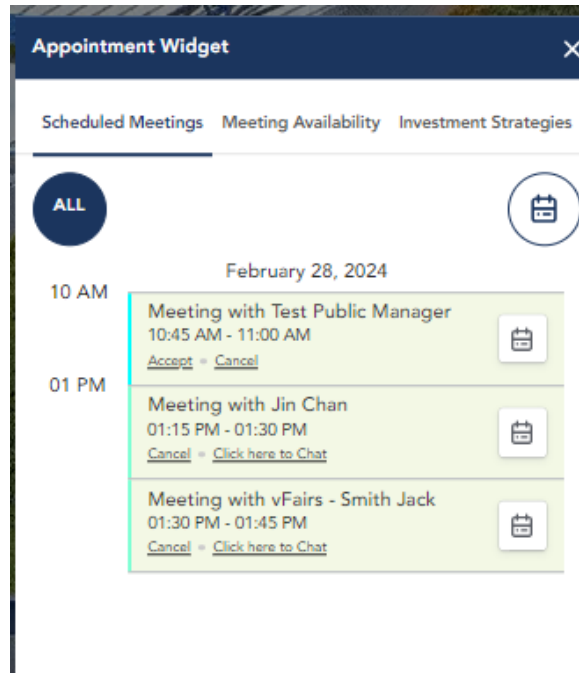 Appointment Widget
Scheduled Meetings Meeting Availability Investment Strategies
ALL
February 28, 2024
10 AM
Meeting with Test Public Manager
10:45 AM - 11:00 AM
Accept Cancel
01 PM
Meeting with Jin Chan
01:15 PM - 01:30 PM
Cancel Click here to Chat
Meeting with vFairs - Smith Jack
01:30 PM - 01:45 PM
Cancel Click here to Chat